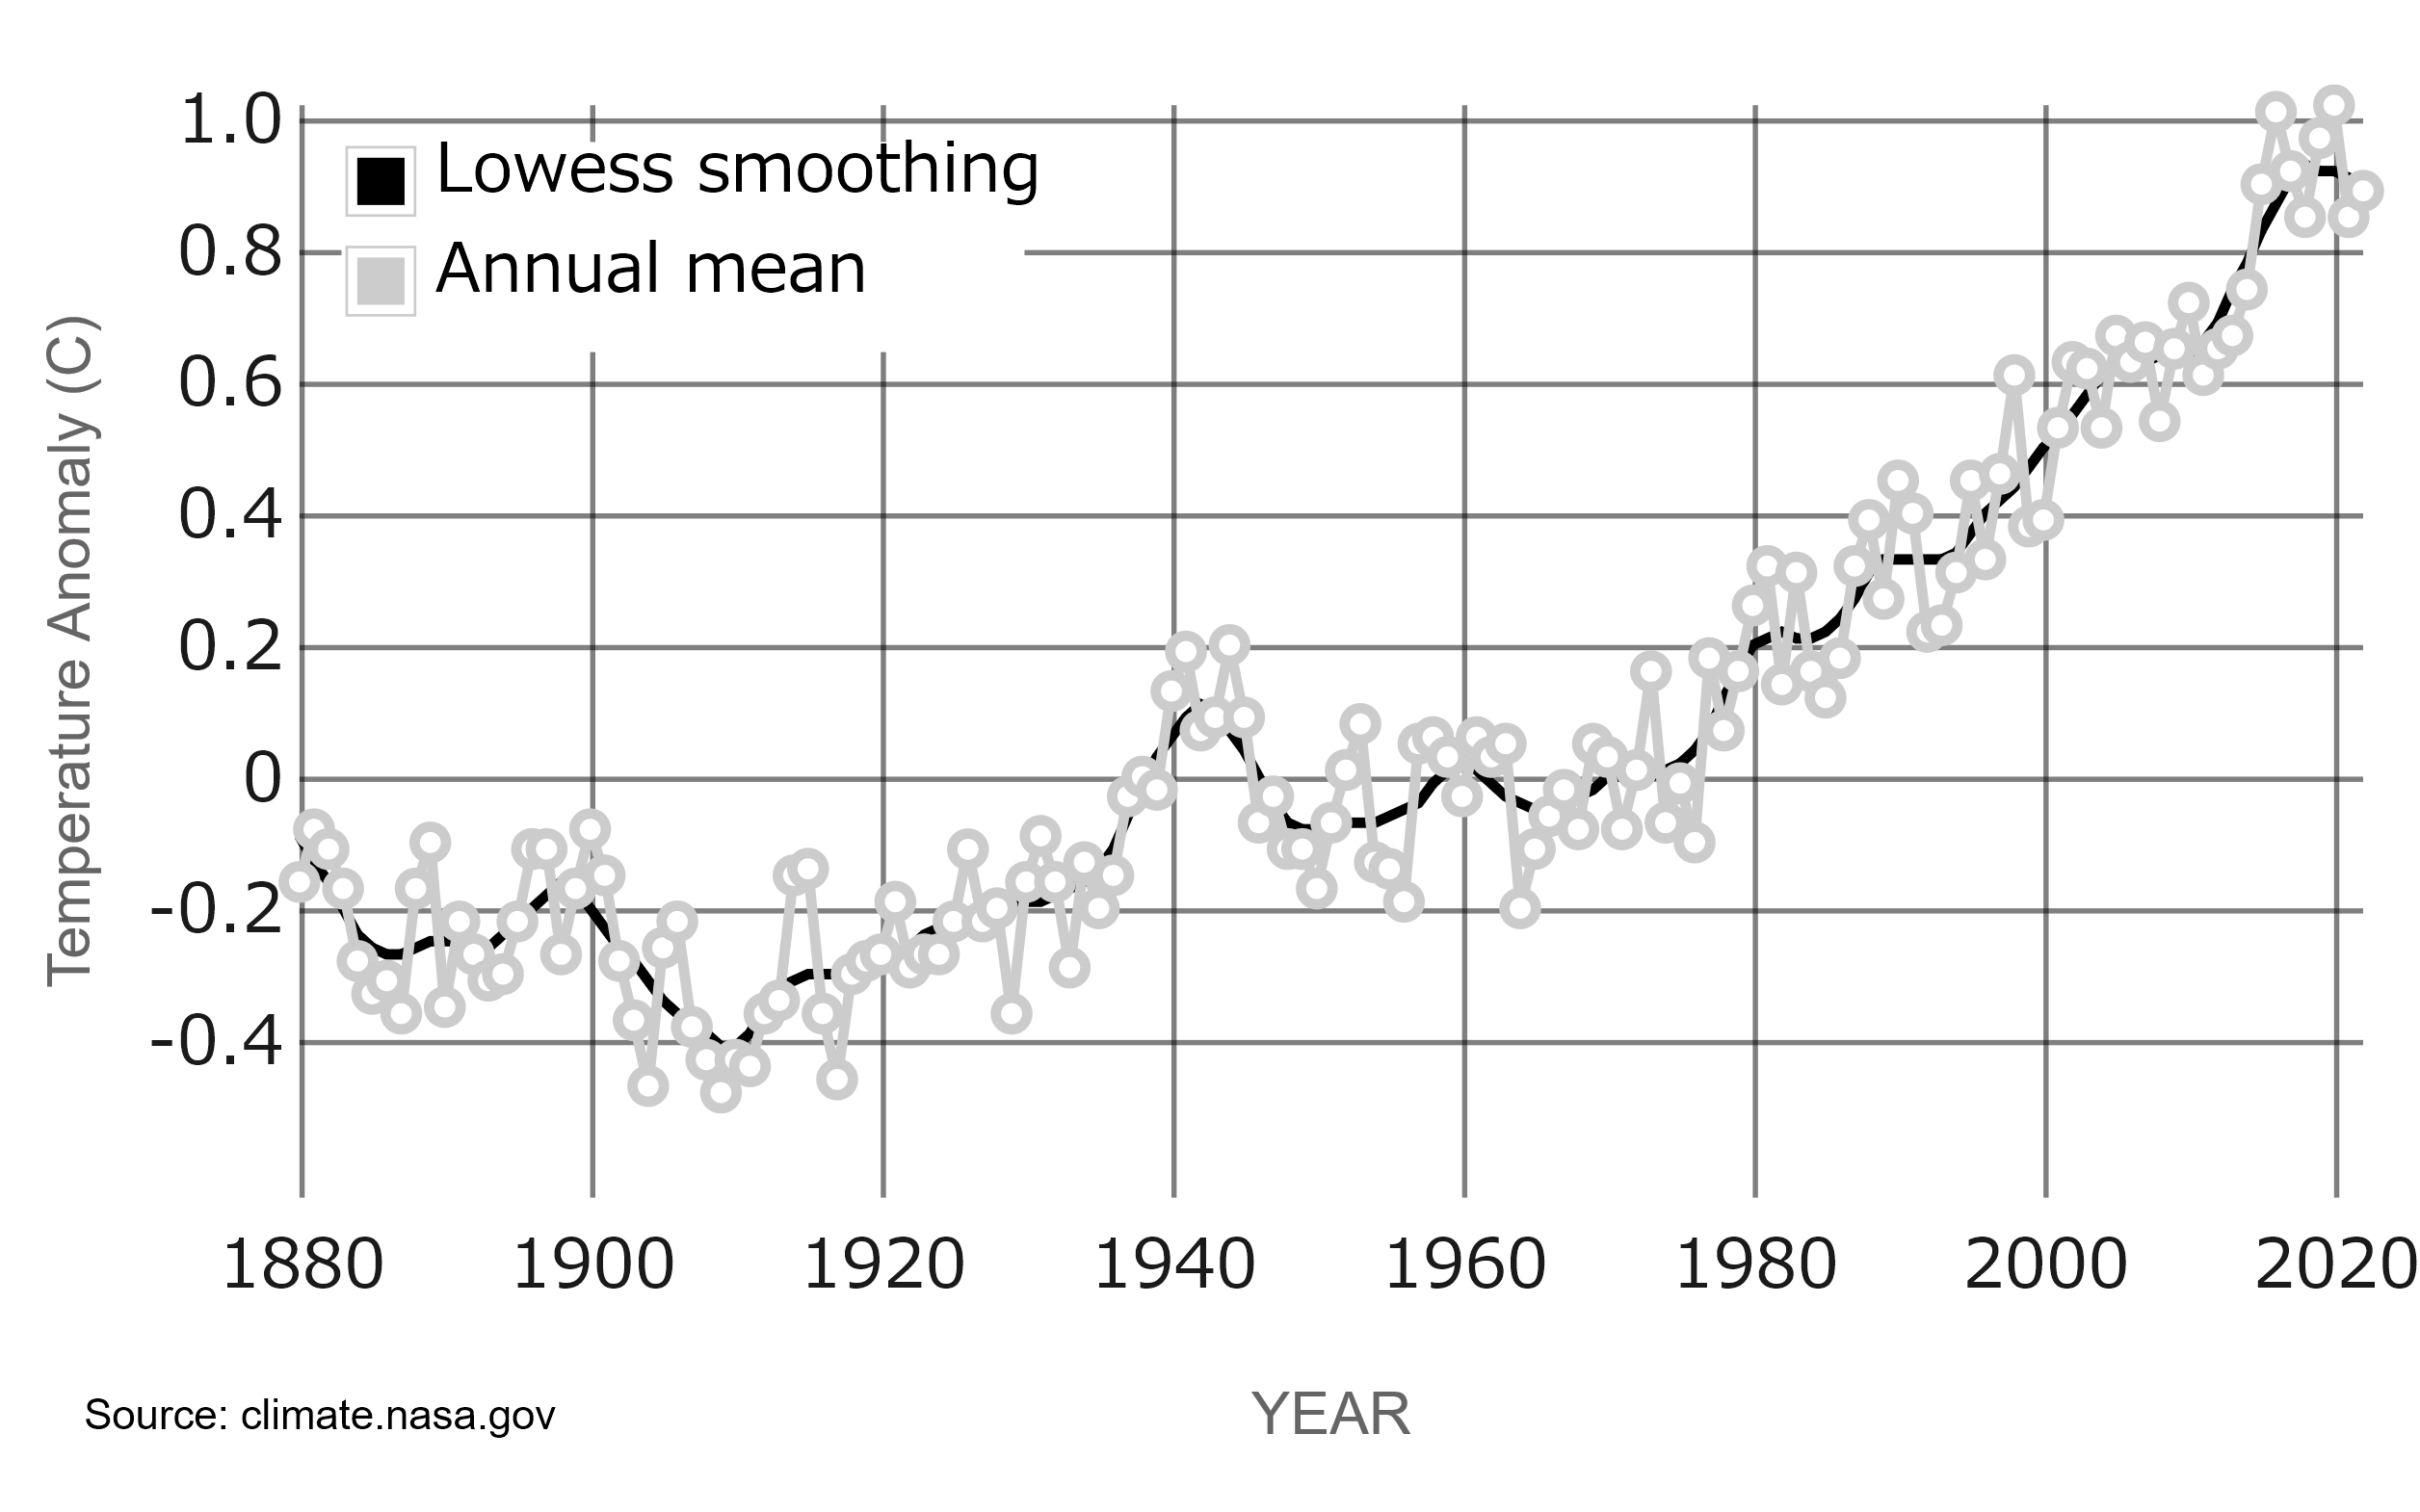 1.0
Lowess smoothing
0.8
Annual mean
0.6
0.4
0.2
0
-0.2
-0.4
Temperature Anomaly (C)
1880 1900 1920 1940 1960 1980 2000 2020
YEAR
Source: climate.nasa.gov